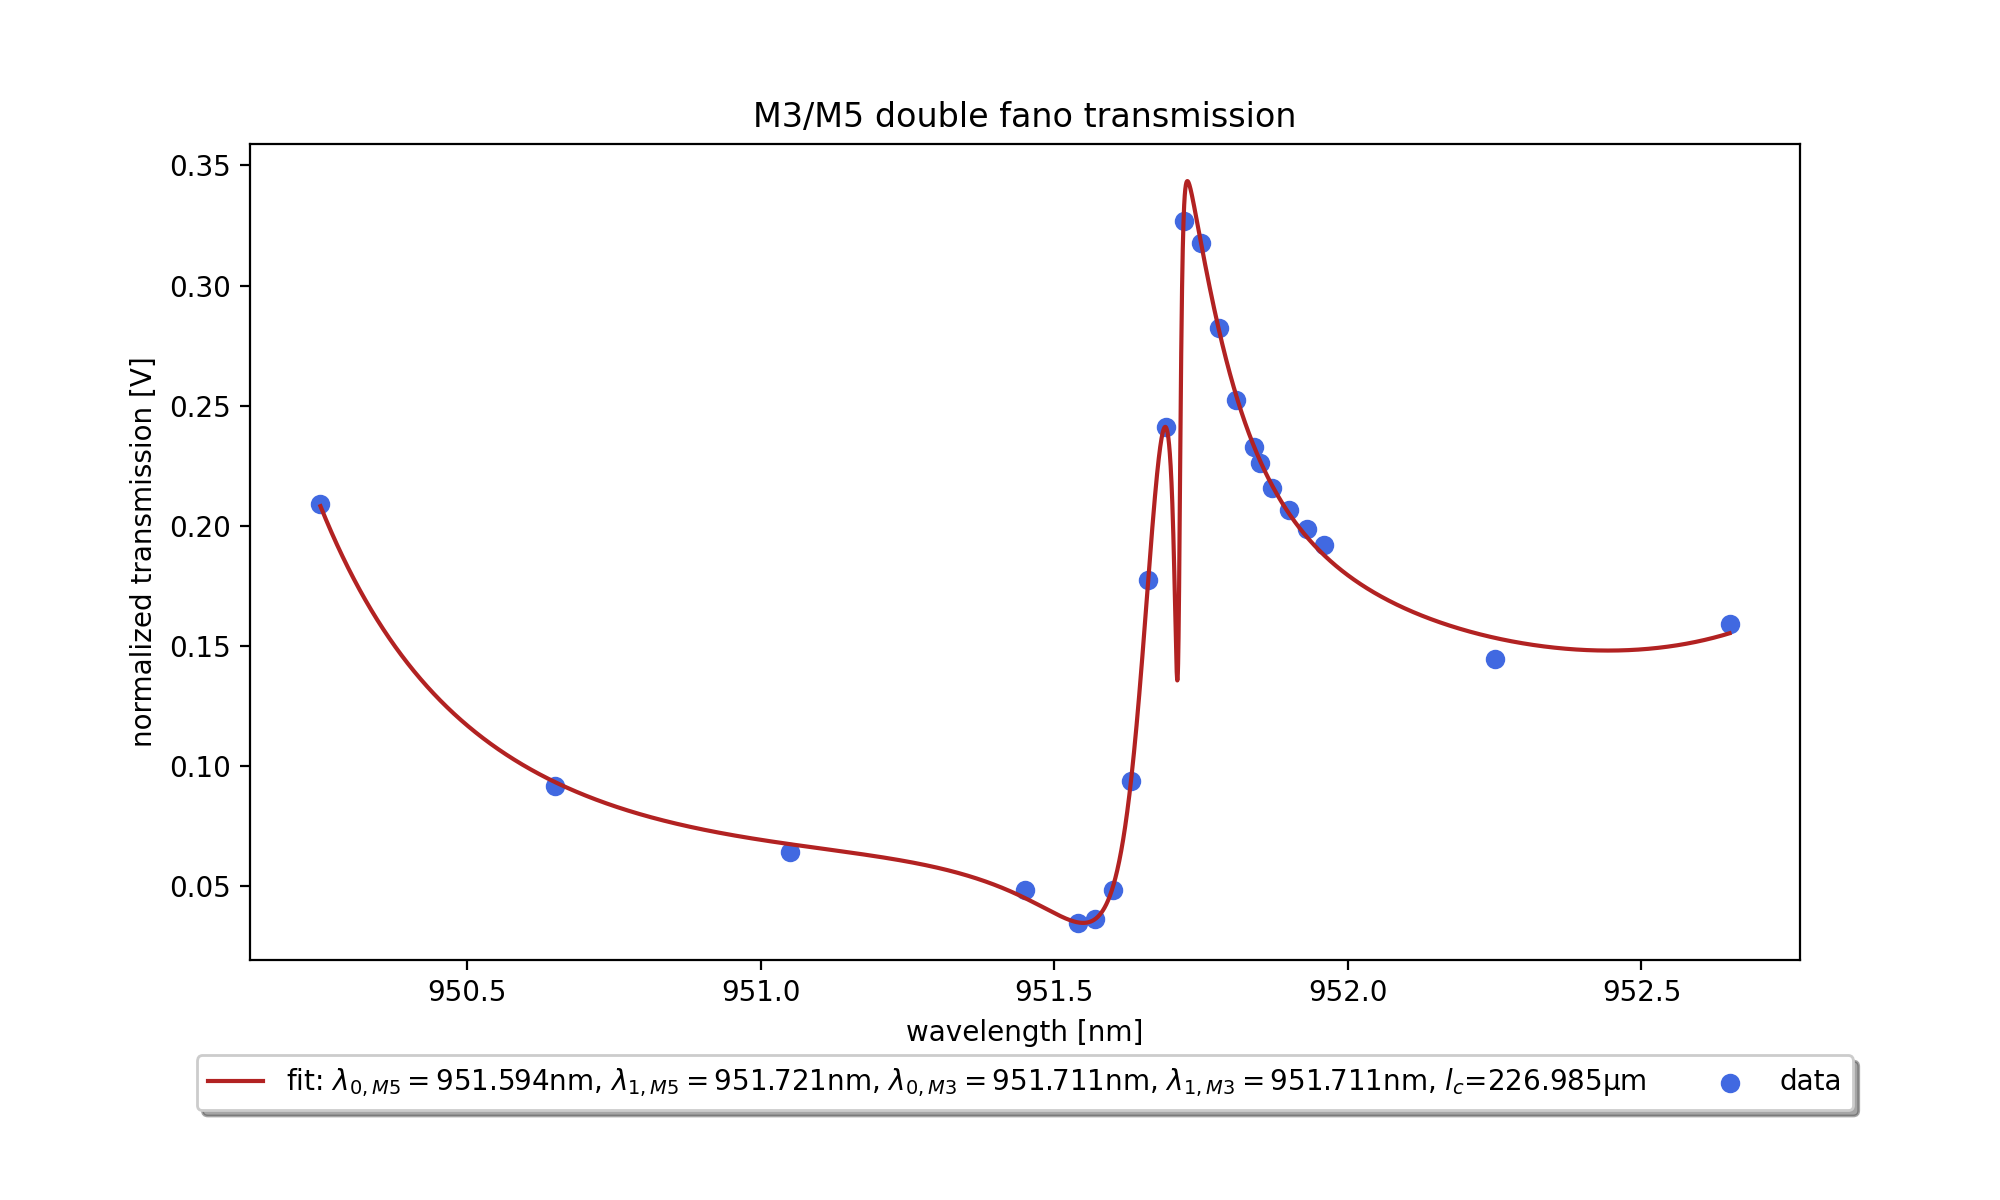 M3/M5 double fano transmission
normalized transmission [V]
0.35
0.30
0.25
0.20
0.15
0.10
0.05
950.5 951.0 951.5 952.0 952.5
wavelength [nm]
fit: λ0,M5 = 951.594nm, λ1,M5 = 951.721nm, λ0,M3 = 951.711nm, λ1,M3 = 951.711nm, lc=226.985µm data